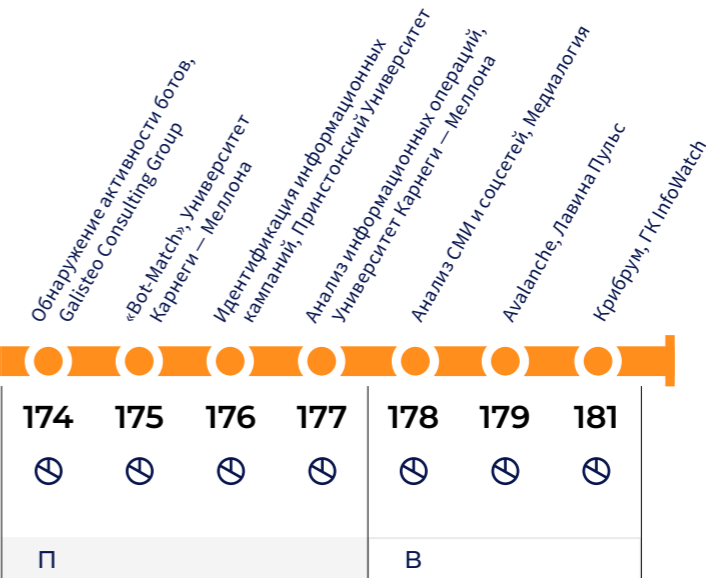 Обнаружение активности ботов,
Galisteo Consulting Group
«Bot-Match», Университет
Карнеги — Меллона
Идентификация информационных
кампаний, Принстонский Университет
Анализ информационных операций,
Университет Карнеги — Меллона
Анализ СМИ и соцсетей, Медиалогия
Avalanche, Лавина Пульс
Крибрум, ГК InfoWatch
174 175 176 177 178 179 181
П В